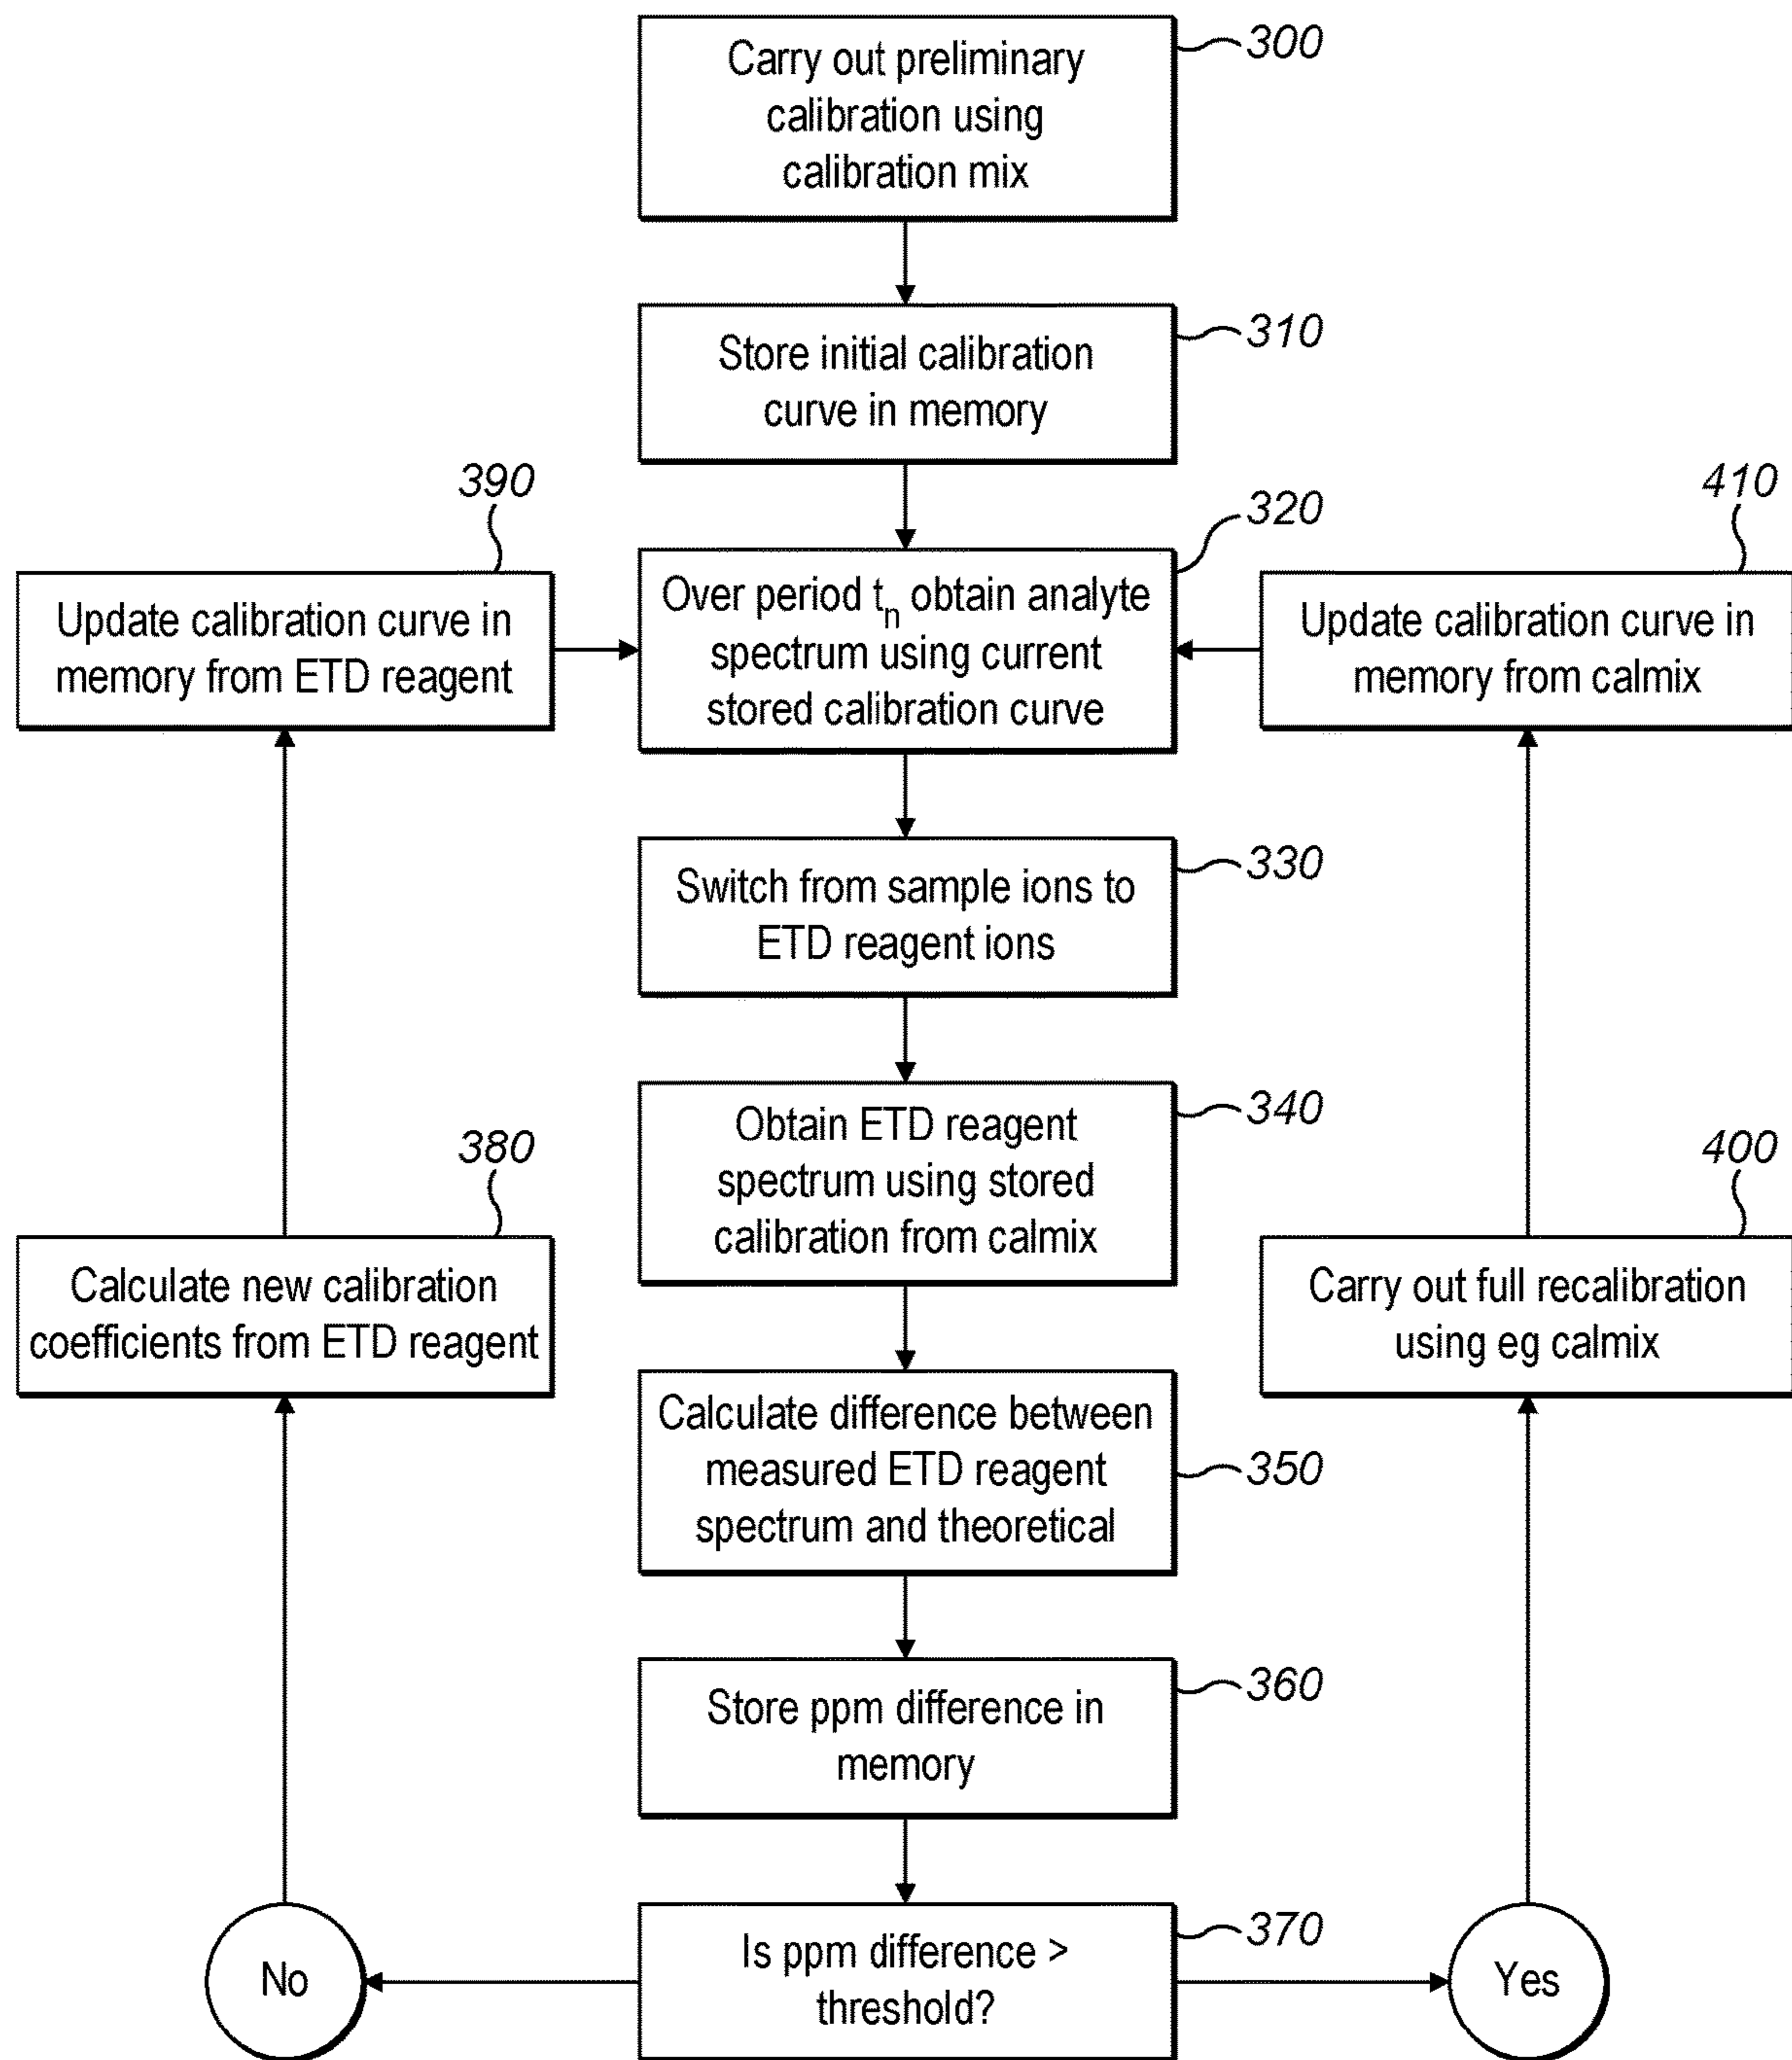 Carry out preliminary
calibration using
calibration mix
300
Store initial calibration
curve in memory
310
390
Update calibration curve in
memory from ETD reagent
320
Over period tn obtain analyte
spectrum using current
stored calibration curve
410
Update calibration curve in
memory from calmix
Switch from sample ions to
ETD reagent ions
330
Obtain ETD reagent
spectrum using stored
calibration from calmix
340
380
Calculate new calibration
coefficients from ETD reagent
400
Carry out full recalibration
using eg calmix
Calculate difference between
measured ETD reagent
spectrum and theoretical
350
Store ppm difference in
memory
360
No
Is ppm difference >
threshold?
370
Yes